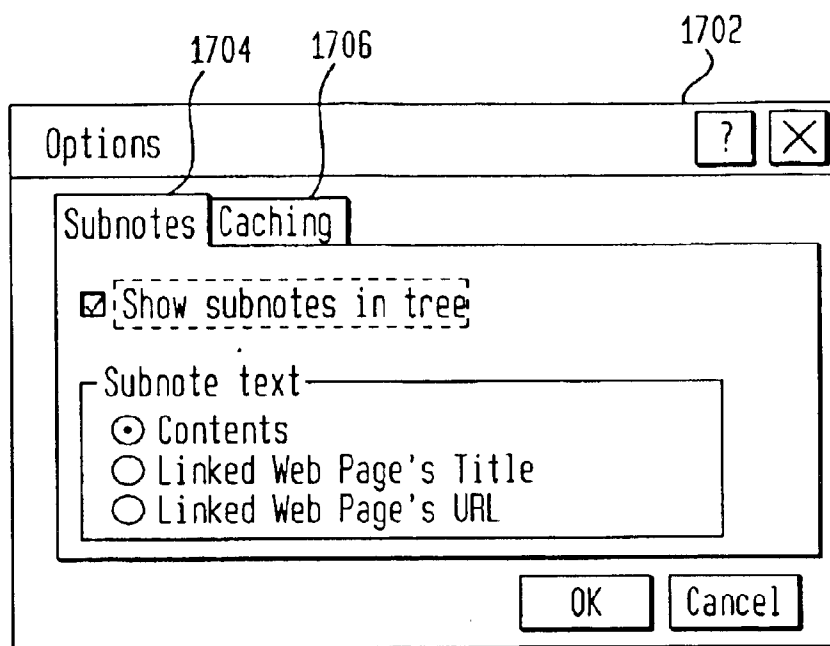 1704 1706 1702
Options ?
Subnotes Caching
Show subnotes in tree
Subnote text
Contents
Linked Web Page's Title
Linked Web Page's URL
OK Cancel